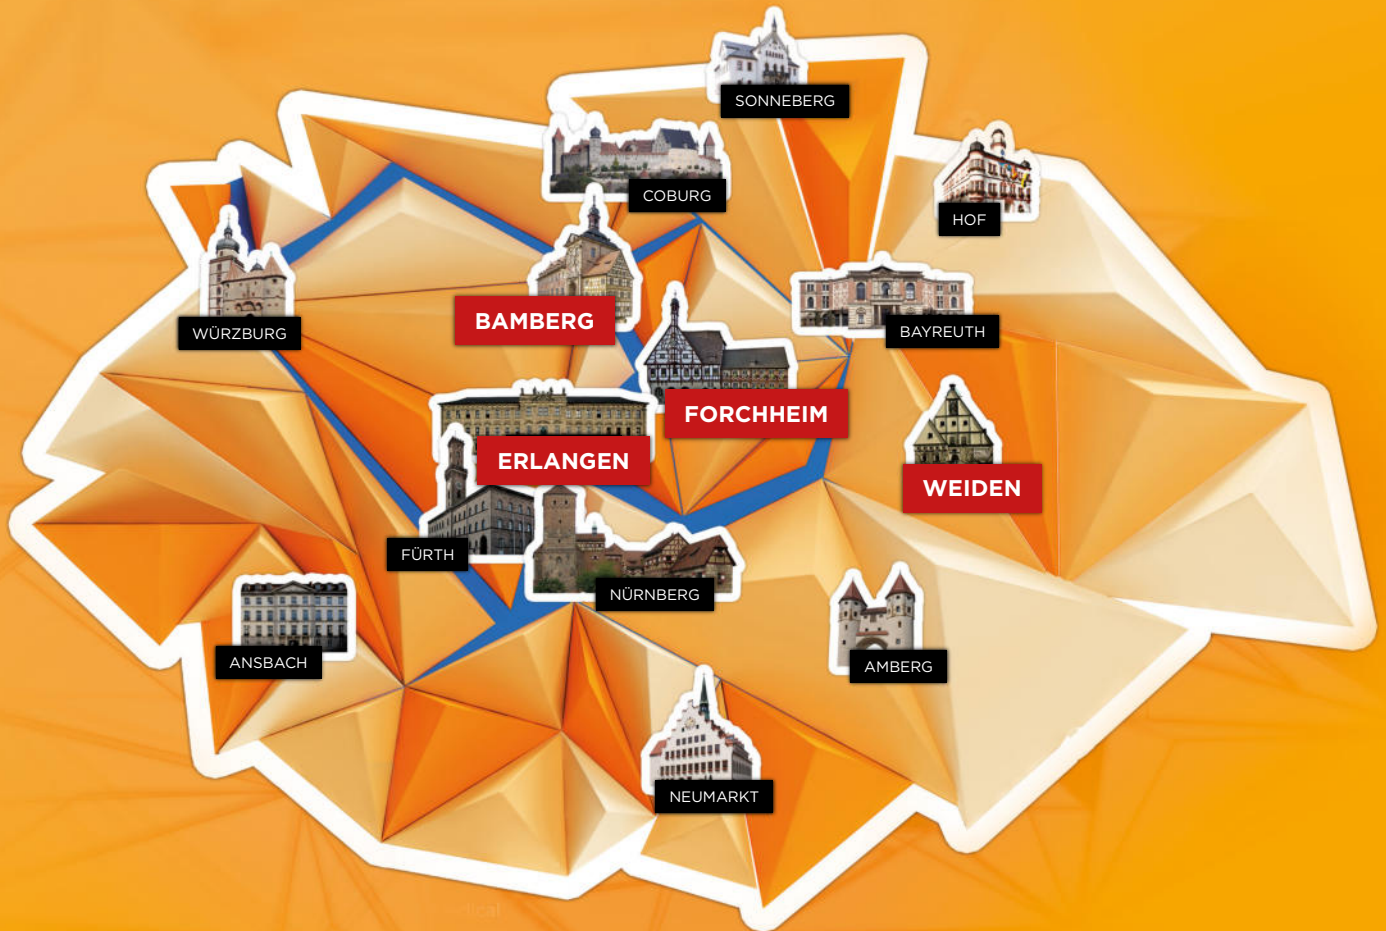 SONNEBERG
COBURG
HOF
BAMBERG
WÜRZBURG
BAYREUTH
FORCHHEIM
ERLANGEN
WEIDEN
FÜRTH
NÜRNBERG
ANSBACH
AMBERG
NEUMARKT